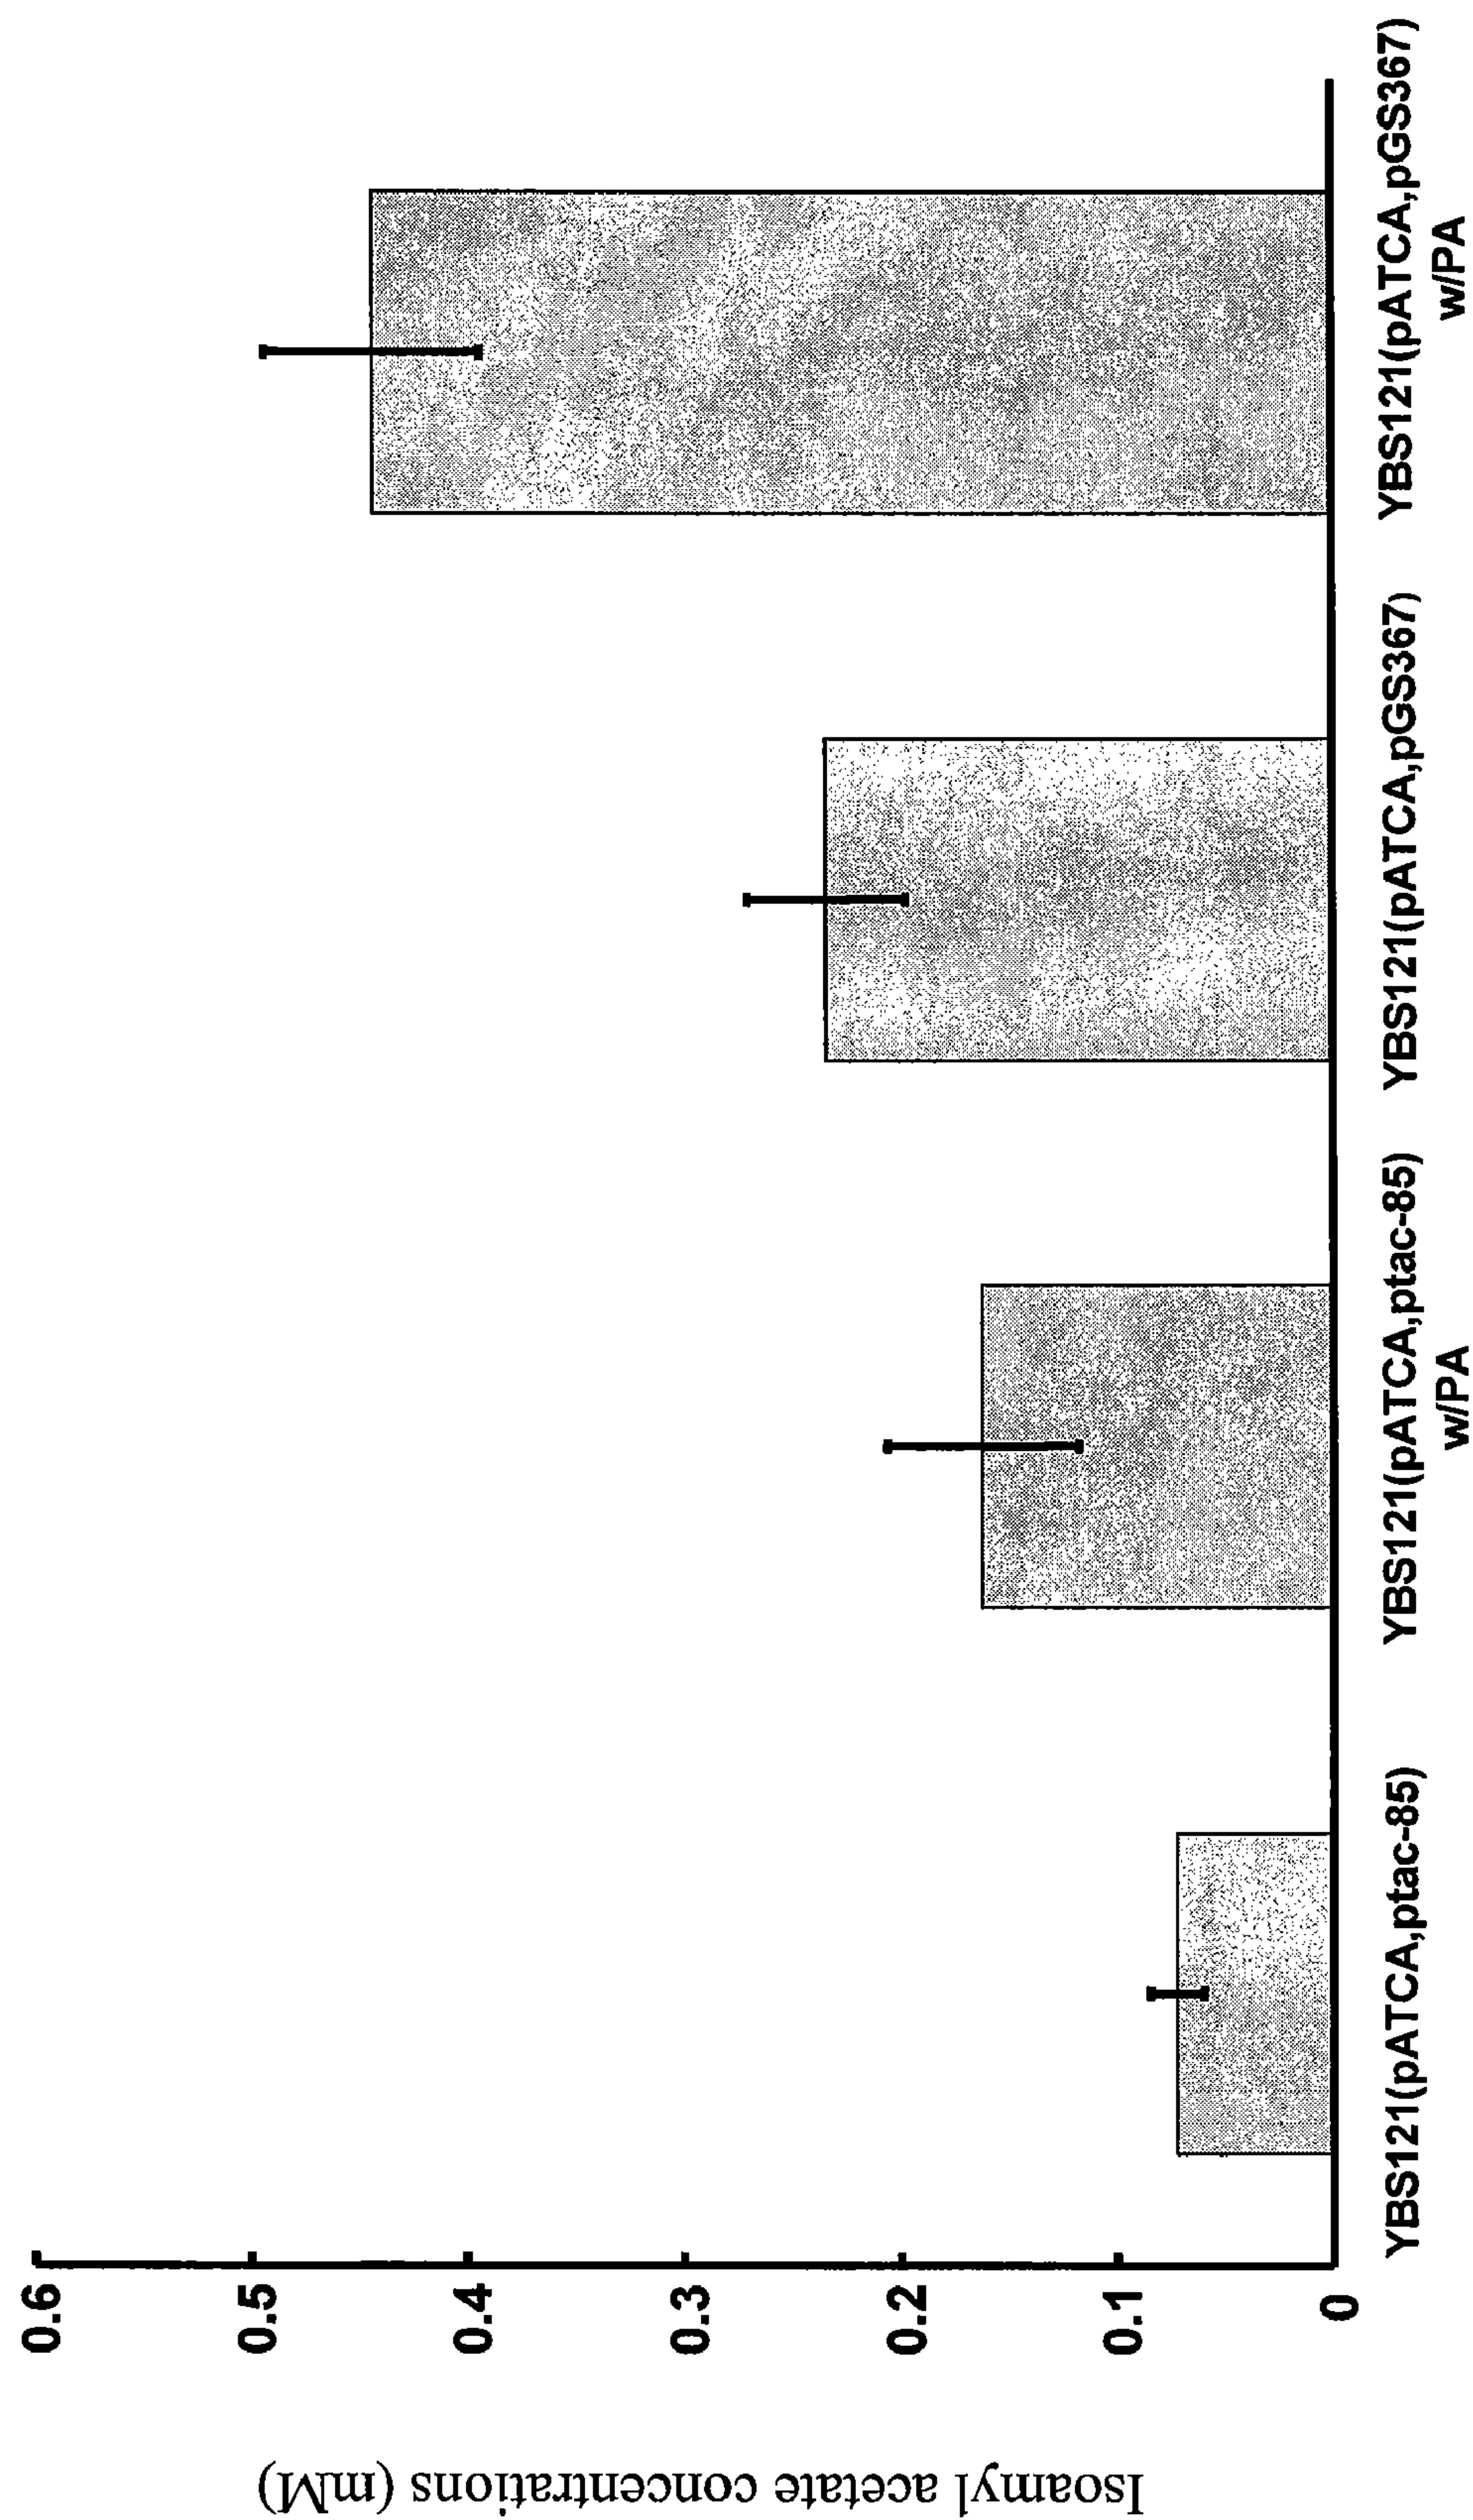 Isoamyl acetate concentrations (mM)
0.6
0.5
0.4
0.3
0.2
0.1
0
YBS121(pATCA,ptac-85)
YBS121(pATCA,ptac-85)
w/PA
YBS121(pATCA,pGS367)
YBS121(pATCA,pGS367)
w/PA